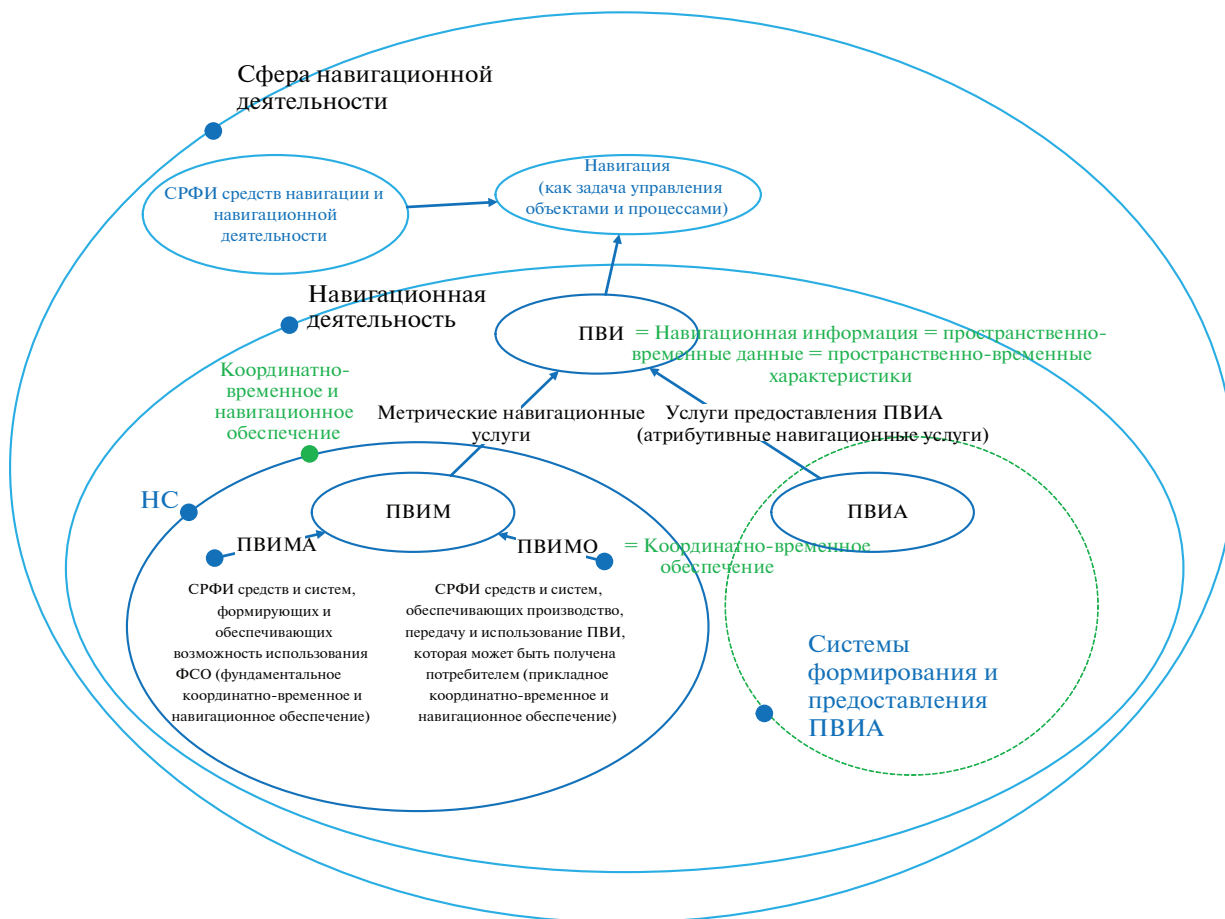 Сфера навигационной
деятельности
СРФИ средств навигации и
навигационной
деятельности
Навигация
(как задача управления
объектами и процессами)
Навигационная
деятельность
ПВИ
= Навигационная информация = пространственно-
временные данные = пространственно-временные
характеристики
Координатно-
временное и
навигационное
обеспечение
Метрические навигационные
услуги
Услуги предоставления ПВИА
(атрибутивные навигационные услуги)
НС
ПВИМ
ПВИА
ПВИМА
ПВИМО
= Координатно-временное
обеспечение
СРФИ средств и систем,
формирующих и
обеспечивающих
возможность использования
ФСО (фундаментальное
координатно-временное и
навигационное обеспечение)
СРФИ средств и систем,
обеспечивающих производство,
передачу и использование ПВИ,
которая может быть получена
потребителем (прикладное
координатно-временное и
навигационное обеспечение)
Системы
формирования и
предоставления
ПВИА